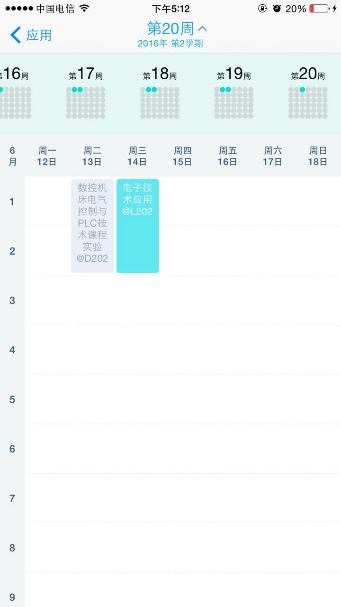 中国电信 下午5:12 20%
应用 第20周
2016年 第2学期
16周 第17周 第18周 第19周 第20周
6月 周一 周二 周三 周四 周五 周六 周日
12日 13日 14日 15日 16日 17日 18日
1
数控机
床电气
控制与
PLC技
术课程
实验
@D202
电子技
术应用
@L202
2
3
4
5
6
7
8
9